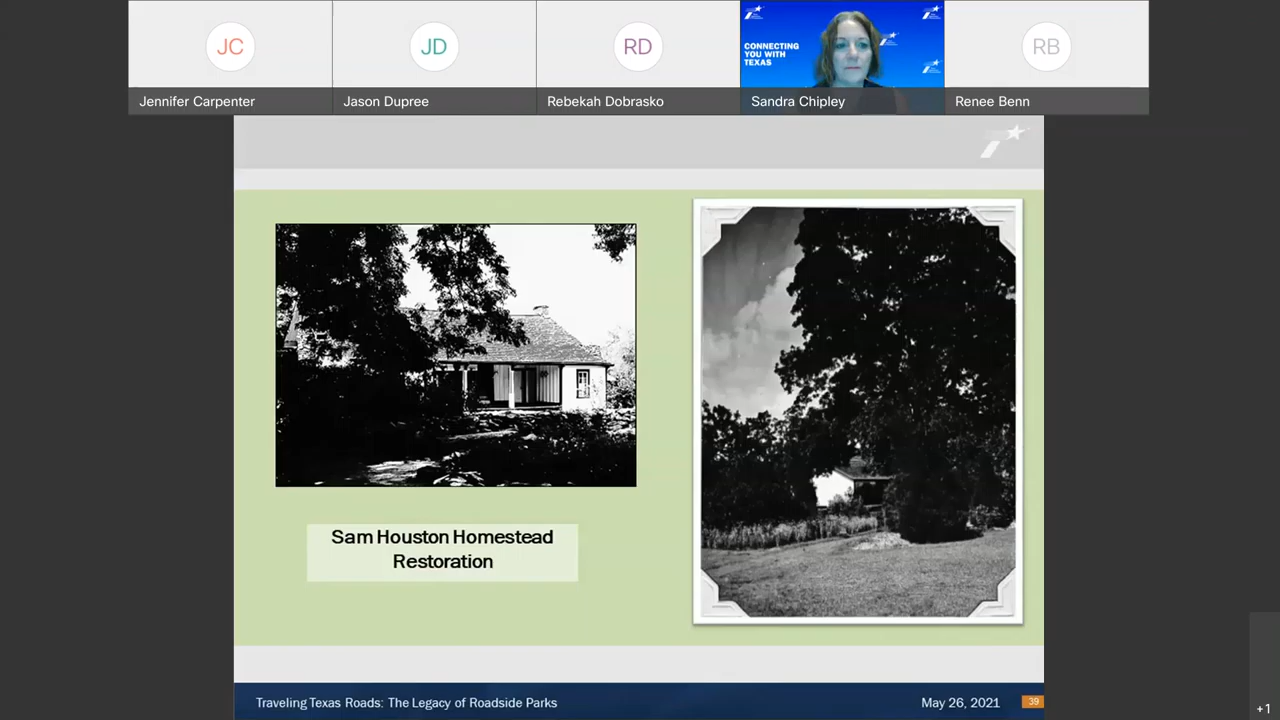 JC
JD
RD
CONNECTING
YOU WITH
TEXAS
RB
Jennifer Carpenter
Jason Dupree
Rebekah Dobrasko
Sandra Chipley
Renee Benn
Sam Houston Homestead
Restoration
Traveling Texas Roads: The Legacy of Roadside Parks
May 26, 2021
39
+1